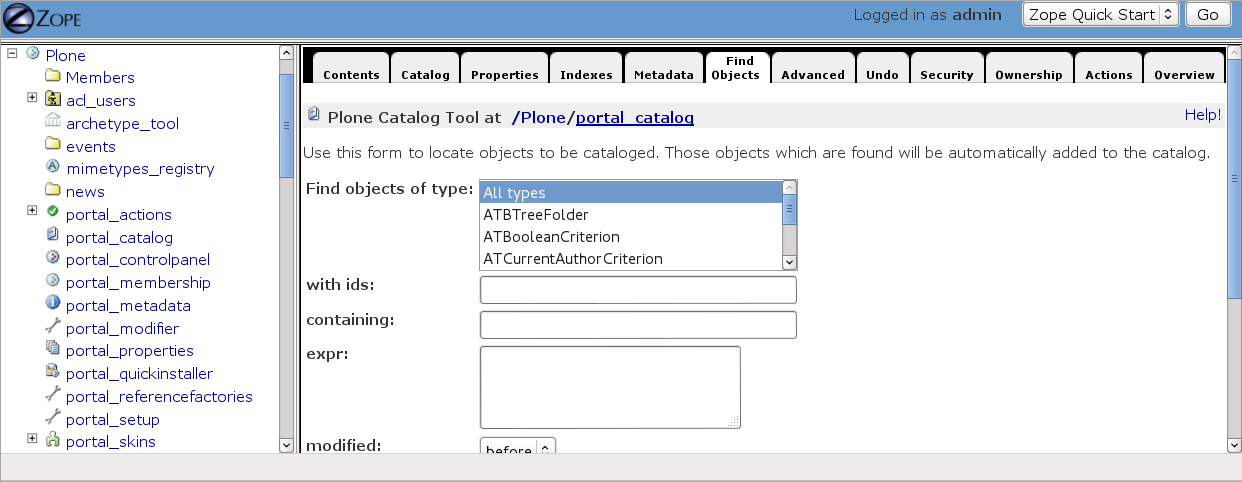 ZOPE
Logged in as admin
Zope Quick Start
Go
Plone
Members
acl_users
archetype_tool
events
mimetypes_registry
news
portal_actions
portal_catalog
portal_controlpanel
portal_membership
portal_metadata
portal_modifier
portal_properties
portal_quickinstaller
portal_referencefactories
portal_setup
portal_skins
Contents Catalog Properties Indexes Metadata Find Objects Advanced Undo Security Ownership Actions Overview
Plone Catalog Tool at /Plone/portal_catalog
Help!
Use this form to locate objects to be cataloged. Those objects which are found will be automatically added to the catalog.
Find objects of type:
All types
ATBTreeFolder
ATBooleanCriterion
ATCurrentAuthorCriterion
with ids:
containing:
expr:
modified: before